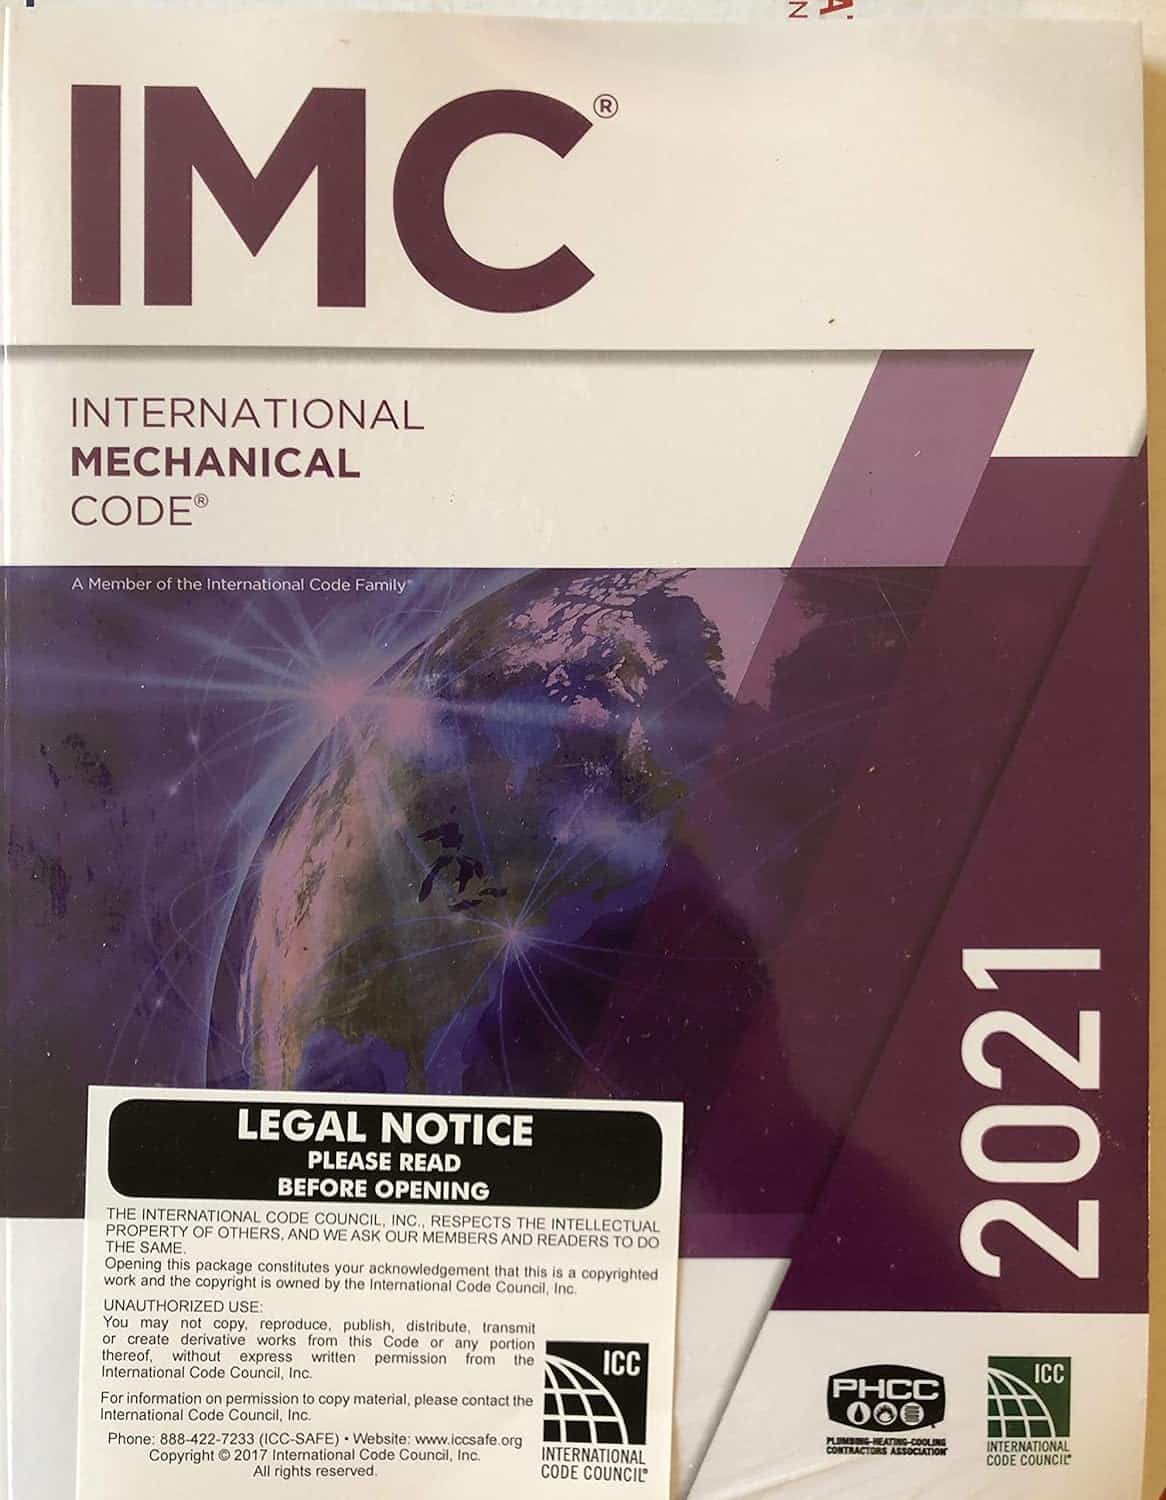 IMC®
INTERNATIONAL
MECHANICAL
CODE®
A Member of the International Code Family®
2021
LEGAL NOTICE
PLEASE READ
BEFORE OPENING
THE INTERNATIONAL CODE COUNCIL, INC., RESPECTS THE INTELLECTUAL
PROPERTY OF OTHERS, AND WE ASK OUR MEMBERS AND READERS TO DO
THE SAME.
Opening this package constitutes your acknowledgement that this is a copyrighted
work and the copyright is owned by the International Code Council, Inc.
UNAUTHORIZED USE:
You may not copy, reproduce, publish, distribute, transmit
or create derivative works from this Code or any portion
thereof, without express written permission from the
International Code Council, Inc.
For information on permission to copy material, please contact the
International Code Council, Inc.
Phone: 888-422-7233 (ICC-SAFE) • Website: www.iccsafe.org
Copyright © 2017 International Code Council, Inc.
All rights reserved.
ICC
INTERNATIONAL
CODE COUNCIL®
PHCC
PLUMBING-HEATING-COOLING
CONTRACTORS ASSOCIATION
ICC
INTERNATIONAL
CODE COUNCIL®